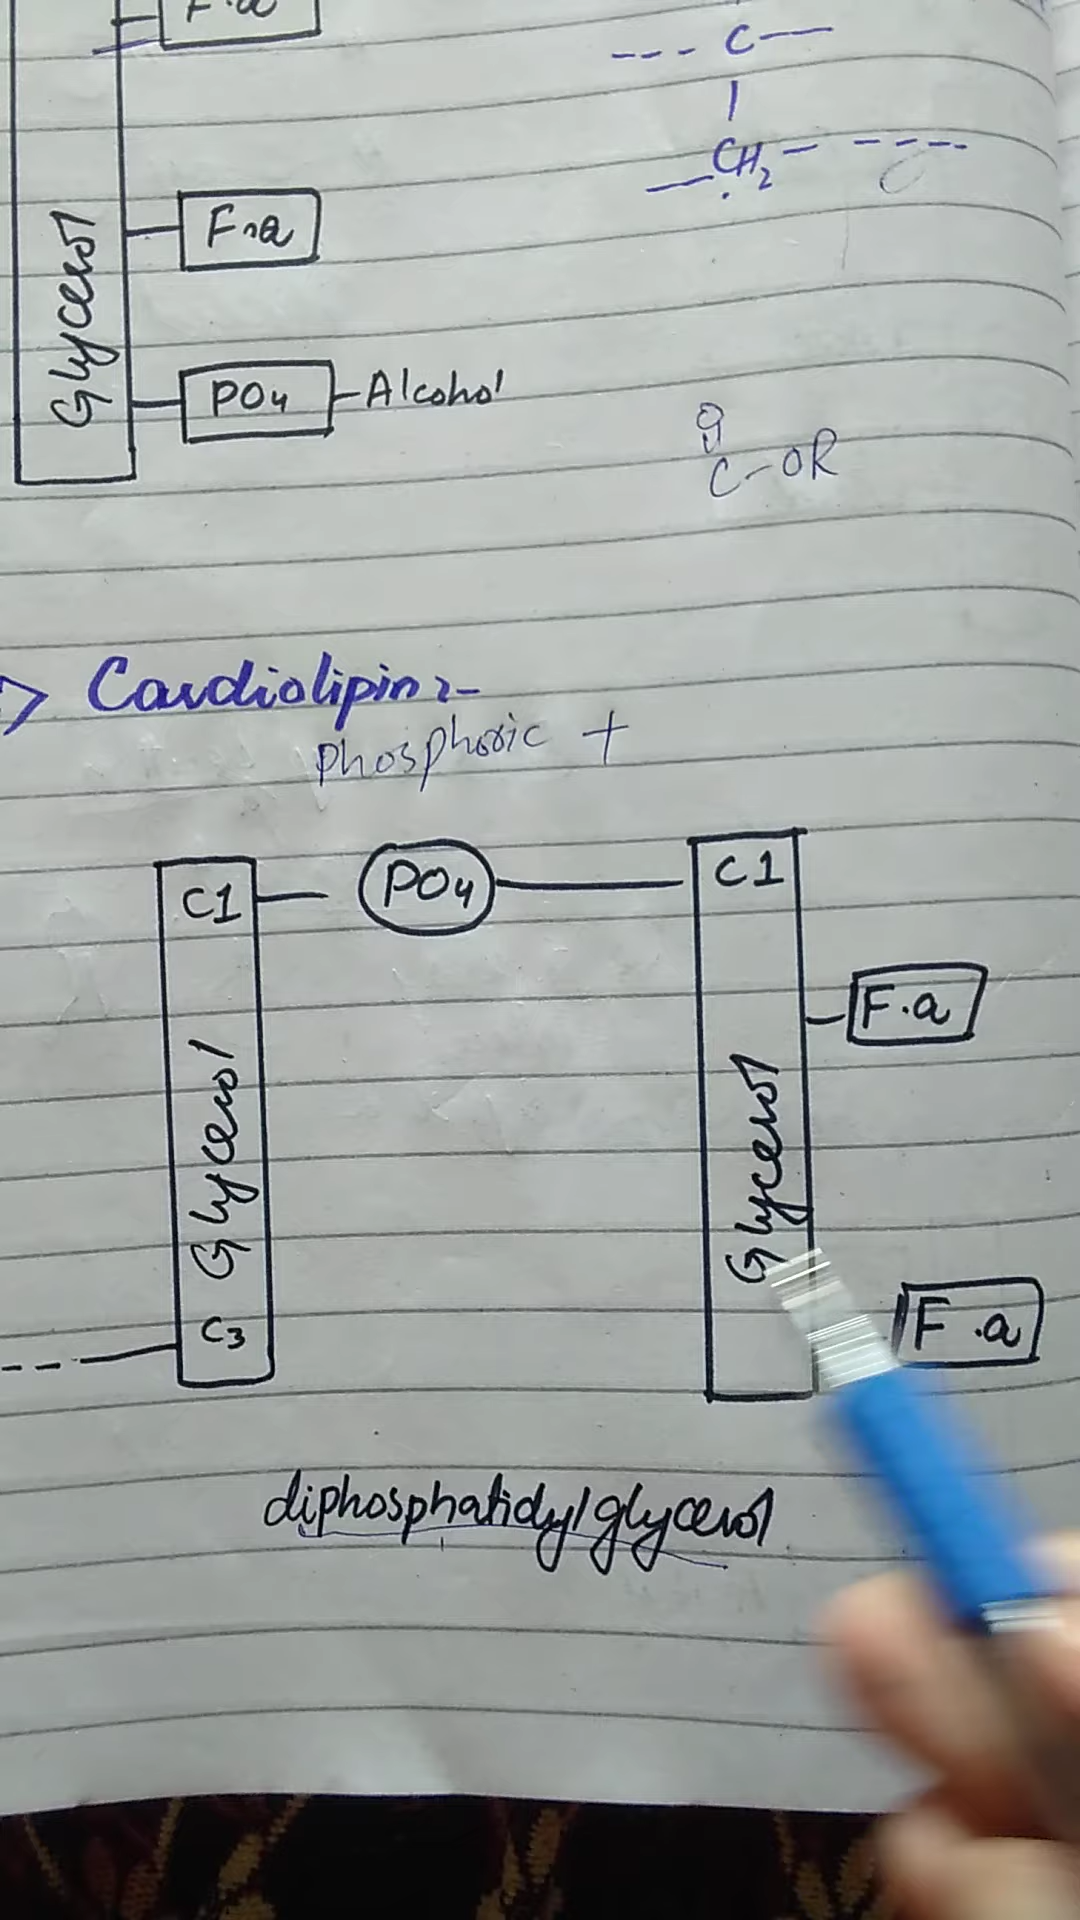 F.a
--- C—
CH2 - ----
F.a
Glycerol
PO4 - Alcohol
O
C-OR
Cardiolipin:-
phosphoric +
C1 — PO4 — C1
F.a
Glycerol
Glycerol
F.a
C3
diphosphatidylglycerol